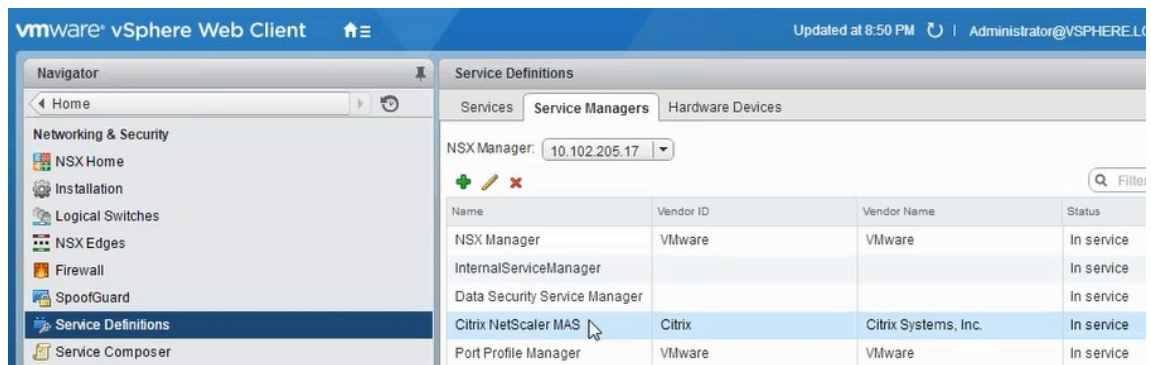 vmware® vSphere Web Client Updated at 8:50 PM | Administrator@VSPHERE.LO
Navigator
Home
Networking & Security
NSX Home
Installation
Logical Switches
NSX Edges
Firewall
SpoofGuard
Service Definitions
Service Composer
Service Definitions
Services Service Managers Hardware Devices
NSX Manager: 10.102.205.17
Filter
Name Vendor ID Vendor Name Status
NSX Manager VMware VMware In service
InternalServiceManager In service
Data Security Service Manager In service
Citrix NetScaler MAS Citrix Citrix Systems, Inc. In service
Port Profile Manager VMware VMware In service